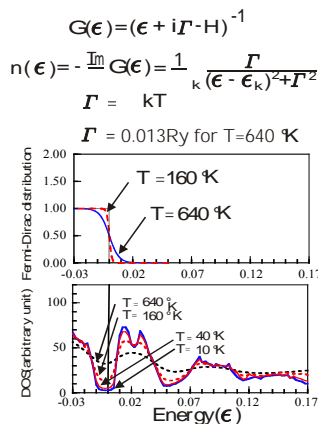 G(ϵ)=(ϵ + iΓ-H)⁻¹
n(ϵ)= - Im G(ϵ)= 1 k Γ (ϵ - ϵk)²+Γ²
Γ = kT
Γ = 0.013Ry for T=640 °K
Fermi-Dirac distribution
2.00
1.50
1.00
0.50
0.00
T=160 °K
T=640 °K
-0.03 0.02 0.07 0.12 0.17
DOS(arbitrary unit)
100
50
0
T=640°K
T=160°K
T=40°K
T=10°K
-0.03 0.02 0.07 0.12 0.17
Energy(ϵ)